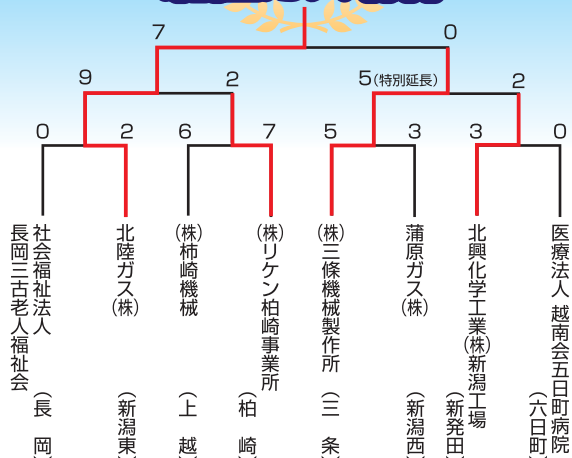 7
0
9
2
5(特別延長)
2
0
2
6
7
5
3
3
0
社会福祉法人
長岡三古老人福祉会
(長岡)
北陸ガス(株)
(新潟東)
(株)柿崎機械
(上越)
(株)リケン柏崎事業所
(柏崎)
(株)三條機械製作所
(三条)
蒲原ガス(株)
(新潟西)
北興化学工業(株)新潟工場
(新発田)
医療法人 越南会五日町病院
(六日町)